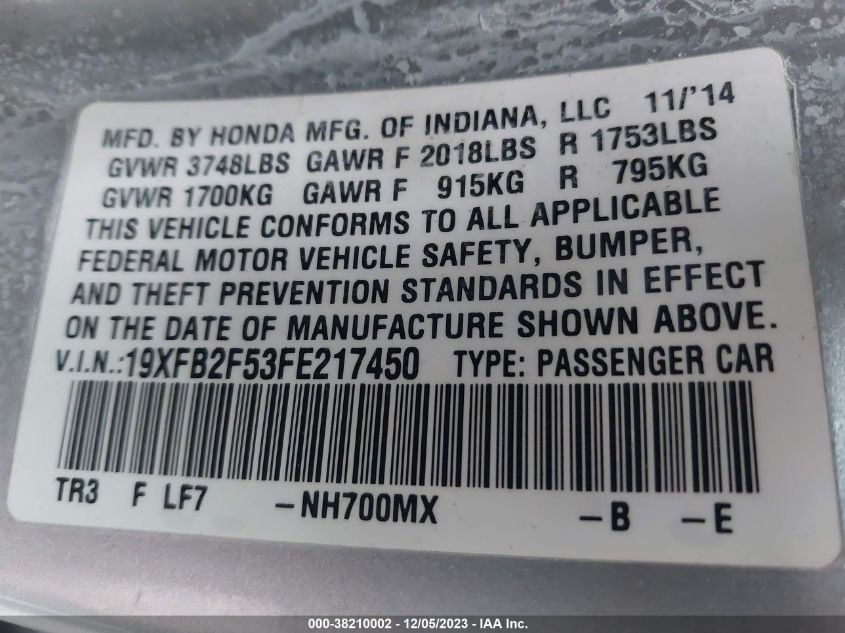 MFD. BY HONDA MFG. OF INDIANA, LLC 11/'14
GVWR 3748LBS GAWR F 2018LBS R 1753LBS
GVWR 1700KG GAWR F 915KG R 795KG
THIS VEHICLE CONFORMS TO ALL APPLICABLE
FEDERAL MOTOR VEHICLE SAFETY, BUMPER,
AND THEFT PREVENTION STANDARDS IN EFFECT
ON THE DATE OF MANUFACTURE SHOWN ABOVE.
V.I.N.:19XFB2F53FE217450 TYPE: PASSENGER CAR
TR3 F LF7 -NH700MX -B -E
000-38210002 - 12/05/2023 - IAA Inc.